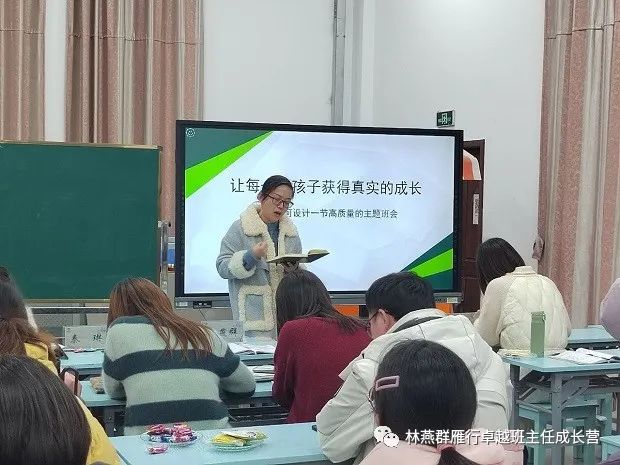 让每一 孩子获得真实的成长
何设计一节高质量的主题班会
林燕群雁行卓越班主任成长营